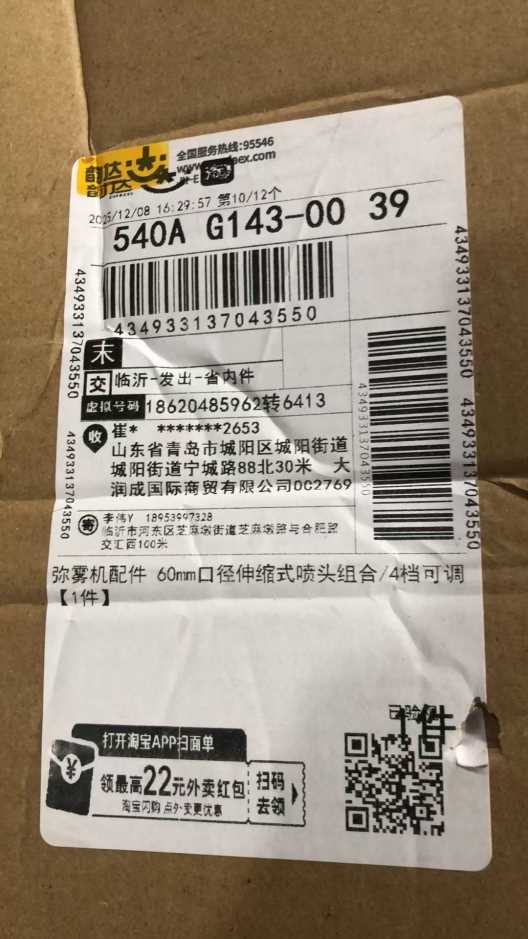 韵达
全国服务热线:95546
淘
2025/12/08 16:29:57 第10/12个
540A G143-00 39
434933137043550
434933137043550
434933137043550
434933137043550
434933137043550
434933137043550
末
交 临沂-发出-省内件
虚拟号码 18620485962转6413
收 崔* *******2653
山东省青岛市城阳区城阳街道
城阳街道宁城路88北30米 大
润成国际商贸有限公司0C2769
寄 李伟Y 18953997328
临沂市河东区芝麻墩街道芝麻墩路与合肥路
交汇西100米
弥雾机配件 60mm口径伸缩式喷头组合/4档可调
【1件】
已验视
1件
打开淘宝APP扫面单
¥
领最高22元外卖红包
淘宝闪购 点外卖更优惠
扫码
去领